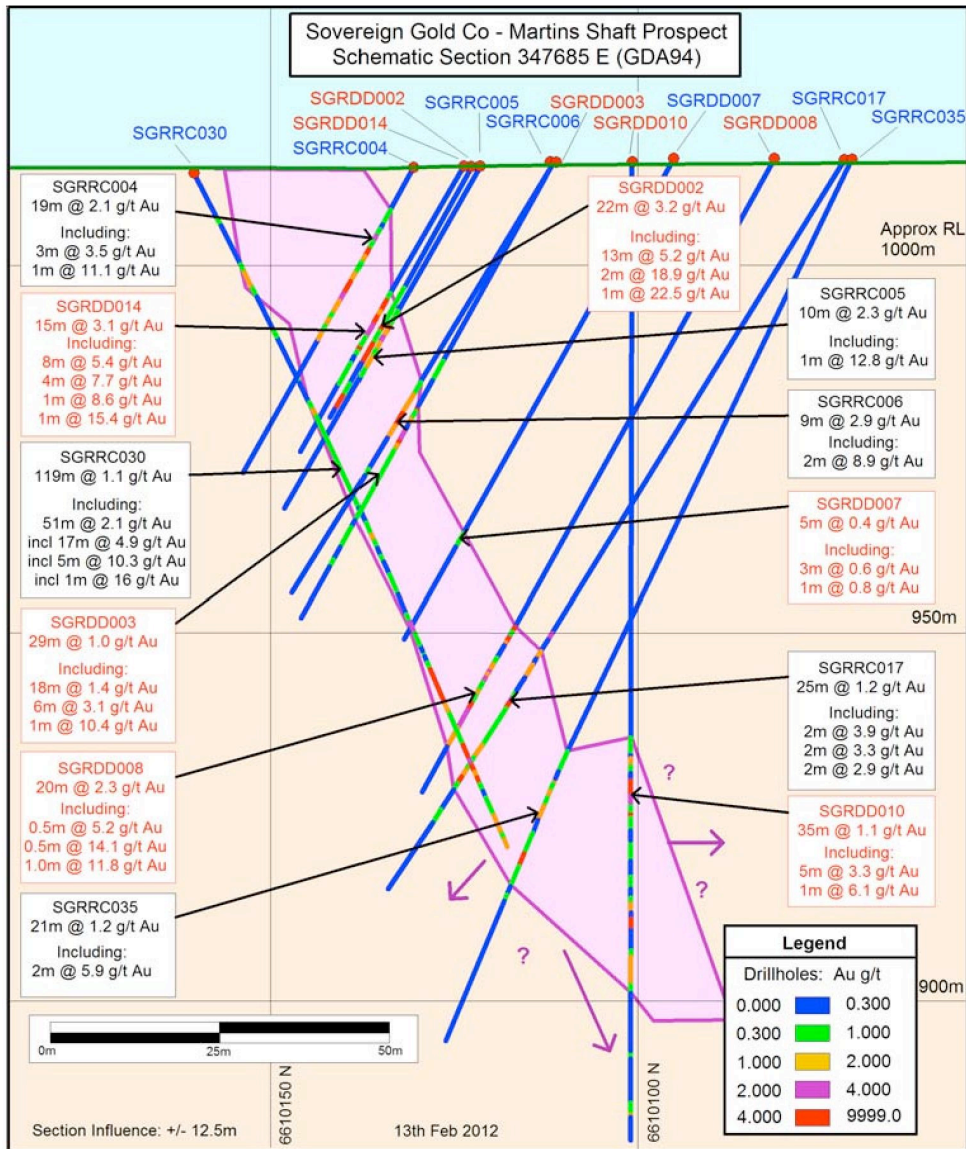 Sovereign Gold Co - Martins Shaft Prospect
Schematic Section 347685 E (GDA94)
SGRRC030
SGRDD002
SGRDD014
SGRRC004
SGRRC005
SGRRC006
SGRDD003
SGRDD010
SGRDD007
SGRDD008
SGRRC017
SGRRC035
SGRRC004
19m @ 2.1 g/t Au
Including:
3m @ 3.5 g/t Au
1m @ 11.1 g/t Au
SGRDD014
15m @ 3.1 g/t Au
Including:
8m @ 5.4 g/t Au
4m @ 7.7 g/t Au
1m @ 8.6 g/t Au
1m @ 15.4 g/t Au
SGRRC030
119m @ 1.1 g/t Au
Including:
51m @ 2.1 g/t Au
incl 17m @ 4.9 g/t Au
incl 5m @ 10.3 g/t Au
incl 1m @ 16 g/t Au
SGRDD003
29m @ 1.0 g/t Au
Including:
18m @ 1.4 g/t Au
6m @ 3.1 g/t Au
1m @ 10.4 g/t Au
SGRDD008
20m @ 2.3 g/t Au
Including:
0.5m @ 5.2 g/t Au
0.5m @ 14.1 g/t Au
1.0m @ 11.8 g/t Au
SGRRC035
21m @ 1.2 g/t Au
Including:
2m @ 5.9 g/t Au
SGRDD002
22m @ 3.2 g/t Au
Including:
13m @ 5.2 g/t Au
2m @ 18.9 g/t Au
1m @ 22.5 g/t Au
Approx RL
1000m
SGRRC005
10m @ 2.3 g/t Au
Including:
1m @ 12.8 g/t Au
SGRRC006
9m @ 2.9 g/t Au
Including:
2m @ 8.9 g/t Au
SGRDD007
5m @ 0.4 g/t Au
Including:
3m @ 0.6 g/t Au
1m @ 0.8 g/t Au
950m
SGRRC017
25m @ 1.2 g/t Au
Including:
2m @ 3.9 g/t Au
2m @ 3.3 g/t Au
2m @ 2.9 g/t Au
SGRDD010
35m @ 1.1 g/t Au
Including:
5m @ 3.3 g/t Au
1m @ 6.1 g/t Au
?
?
?
900m
Legend
Drillholes: Au g/t
0.000 0.300
0.300 1.000
1.000 2.000
2.000 4.000
4.000 9999.0
0m 25m 50m
6610150 N
6610100 N
Section Influence: +/- 12.5m
13th Feb 2012